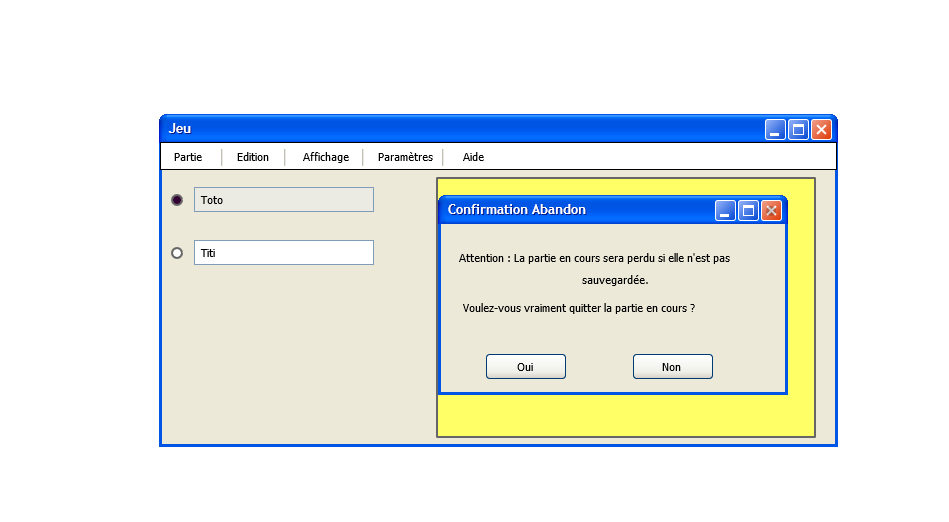 Jeu
Partie Edition Affichage Paramètres Aide
Toto
Titi
Confirmation Abandon
Attention : La partie en cours sera perdu si elle n'est pas
sauvegardée.
Voulez-vous vraiment quitter la partie en cours ?
Oui Non